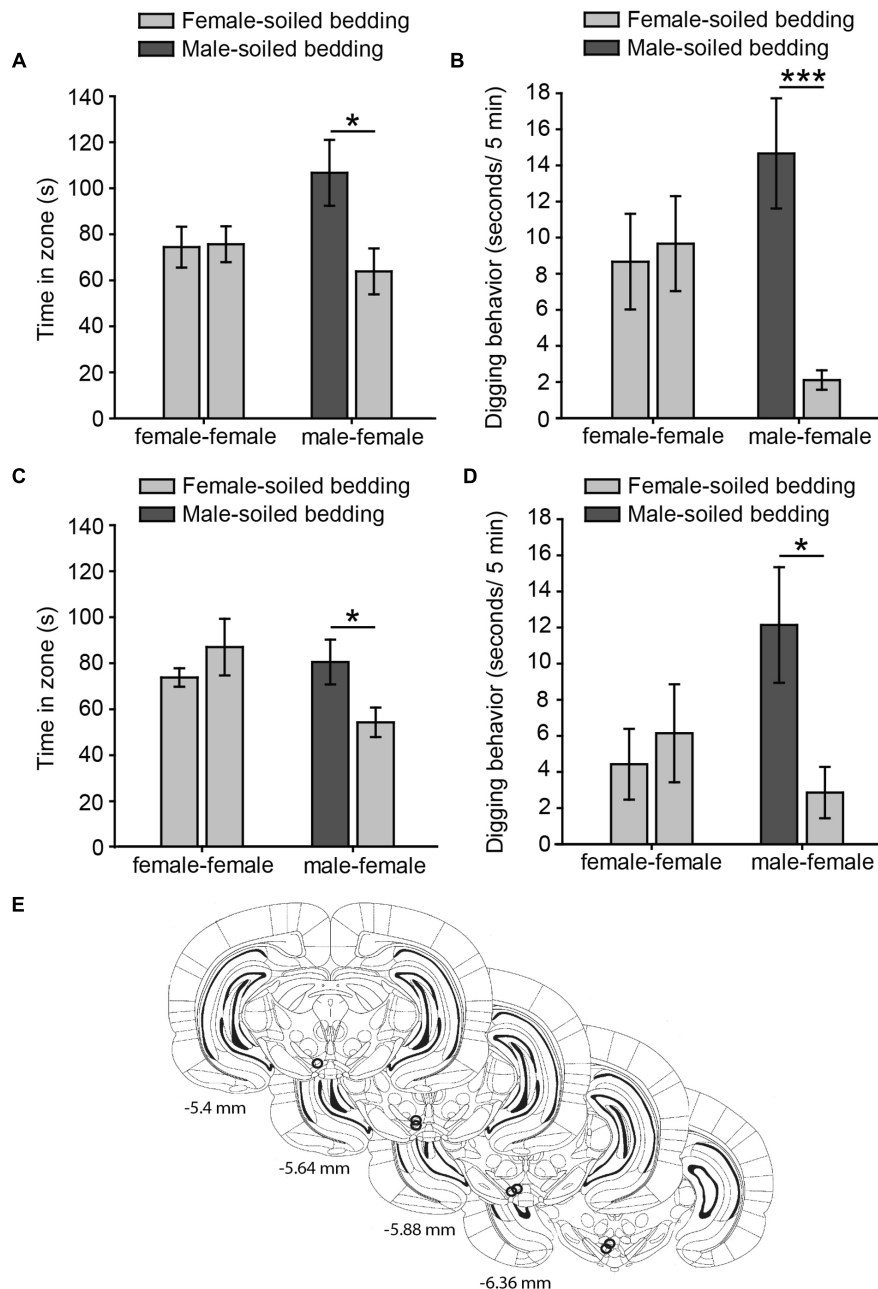 Female-soiled bedding
Male-soiled bedding
A
Time in zone (s)
140
120
100
80
60
40
20
0
*
female-female
male-female
Female-soiled bedding
Male-soiled bedding
B
Digging behavior (seconds/ 5 min)
18
16
14
12
10
8
6
4
2
0
***
female-female
male-female
C
Female-soiled bedding
Male-soiled bedding
Time in zone (s)
140
120
100
80
60
40
20
0
*
female-female
male-female
D
Female-soiled bedding
Male-soiled bedding
Digging behavior (seconds/ 5 min)
18
16
14
12
10
8
6
4
2
0
*
female-female
male-female
E
-5.4 mm
-5.64 mm
-5.88 mm
-6.36 mm